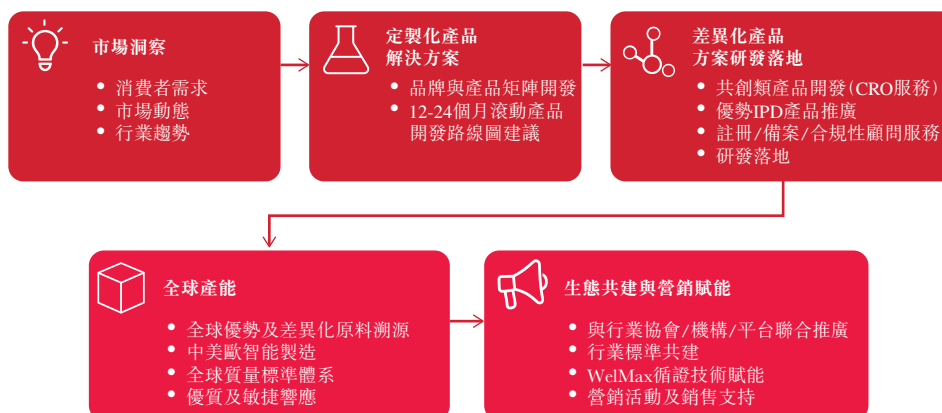 市場洞察
• 消費者需求
• 市場動態
• 行業趨勢
定製化產品
解決方案
• 品牌與產品矩陣開發
• 12-24個月滾動產品
開發路線圖建議
差異化產品
方案研發落地
• 共創類產品開發(CRO服務)
• 優勢IPD產品推廣
• 註冊/備案/合規性顧問服務
• 研發落地
全球產能
• 全球優勢及差異化原料溯源
• 中美歐智能製造
• 全球質量標準體系
• 優質及敏捷響應
生態共建與營銷賦能
• 與行業協會/機構/平台聯合推廣
• 行業標準共建
• WelMax循證技術賦能
• 營銷活動及銷售支持